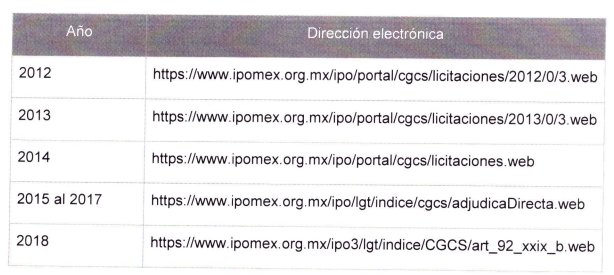 Año Dirección electrónica
2012 https://www.ipomex.org.mx/ipo/portal/cgcs/licitaciones/2012/0/3.web
2013 https://www.ipomex.org.mx/ipo/portal/cgcs/licitaciones/2013/0/3.web
2014 https://www.ipomex.org.mx/ipo/portal/cgcs/licitaciones.web
2015 al 2017 https://www.ipomex.org.mx/ipo/lgt/indice/cgcs/adjudicaDirecta.web
2018 https://www.ipomex.org.mx/ipo3/lgt/indice/CGCS/art_92_xxix_b.web